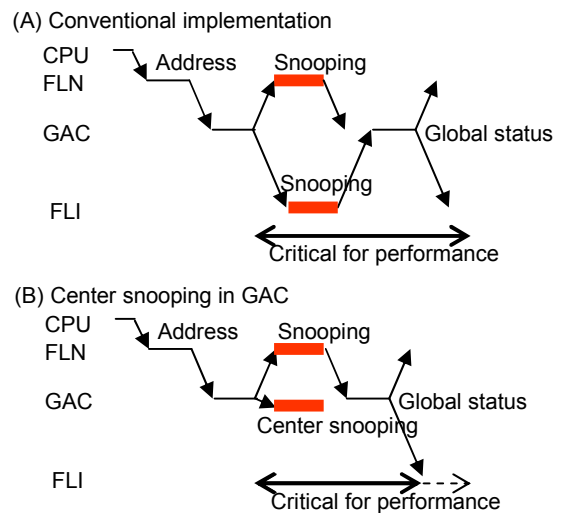 (A) Conventional implementation
CPU
Address
Snooping
FLN
GAC
Global status
Snooping
FLI
Critical for performance
(B) Center snooping in GAC
CPU
Address
Snooping
FLN
GAC
Global status
Center snooping
FLI
Critical for performance